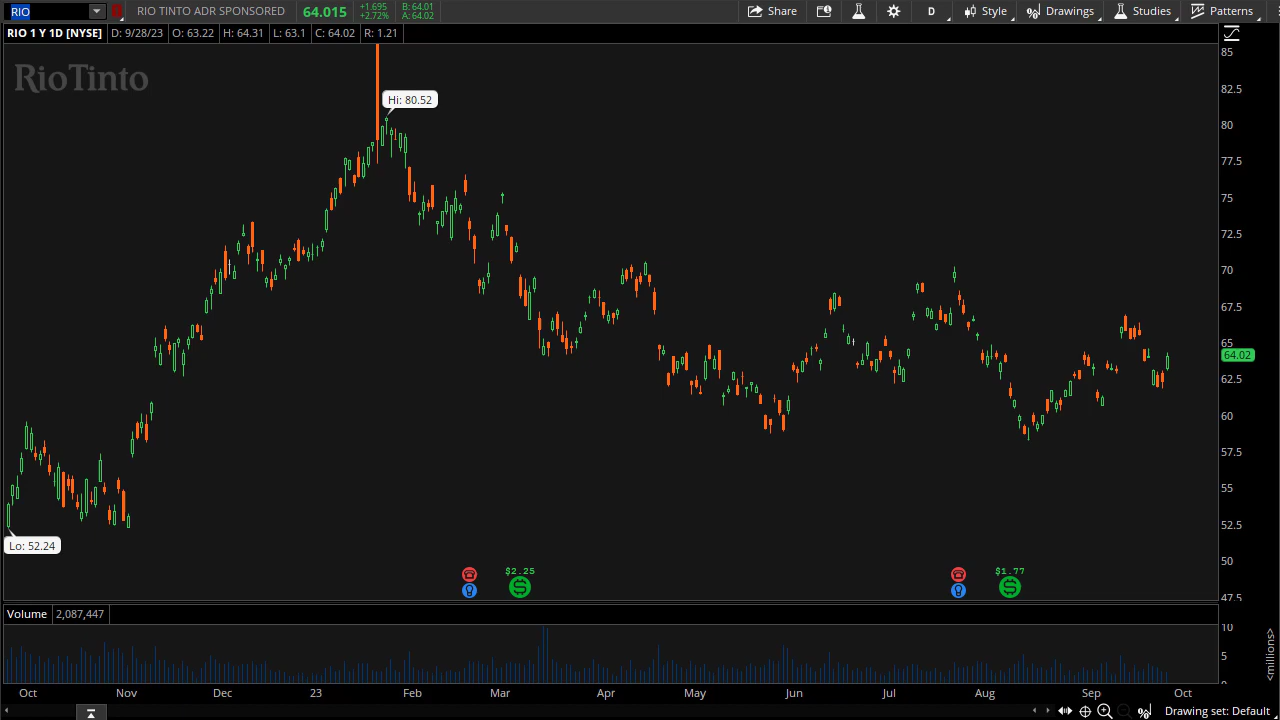 RIO RIO TINTO ADR SPONSORED 64.015 +1.695 B: 64.01
+2.72% A: 64.02
Share D Style Drawings Studies Patterns
RIO 1 Y 1D [NYSE] D: 9/28/23 O: 63.22 H: 64.31 L: 63.1 C: 64.02 R: 1.21
RioTinto
Hi: 80.52
Lo: 52.24
85
82.5
80
77.5
75
72.5
70
67.5
65
64.02
62.5
60
57.5
55
52.5
50
47.5
$2.25 $1.77
Volume 2,087,447
10
5
0
<millions>
Oct Nov Dec 23 Feb Mar Apr May Jun Jul Aug Sep Oct
Drawing set: Default